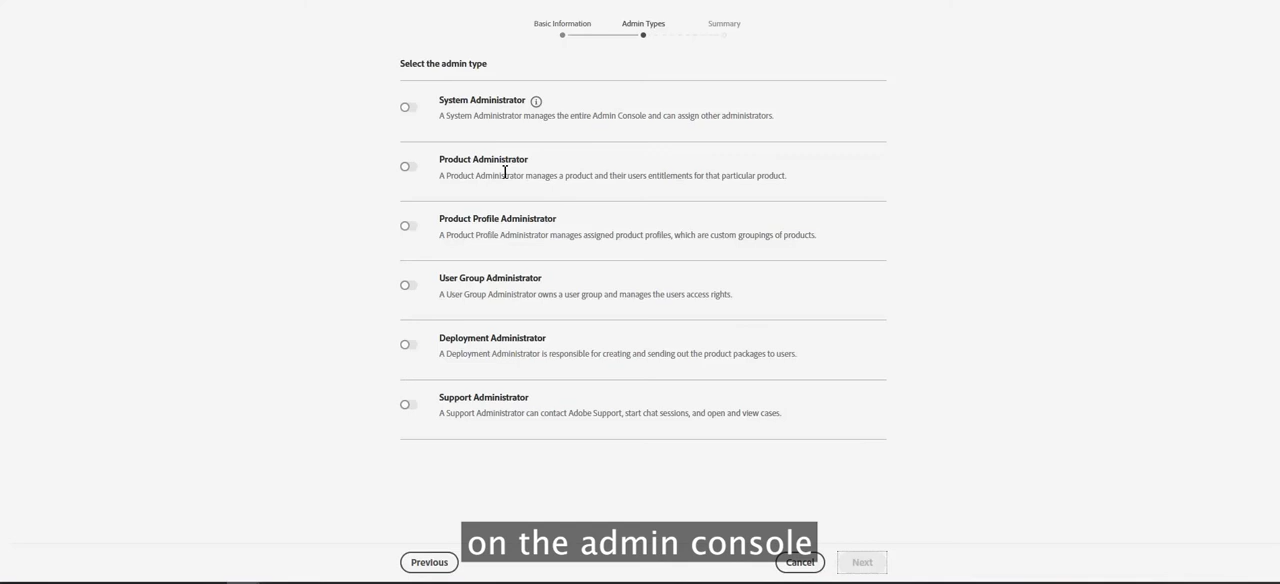 Basic Information Admin Types Summary
Select the admin type
System Administrator
A System Administrator manages the entire Admin Console and can assign other administrators.
Product Administrator
A Product Administrator manages a product and their users entitlements for that particular product.
Product Profile Administrator
A Product Profile Administrator manages assigned product profiles, which are custom groupings of products.
User Group Administrator
A User Group Administrator owns a user group and manages the users access rights.
Deployment Administrator
A Deployment Administrator is responsible for creating and sending out the product packages to users.
Support Administrator
A Support Administrator can contact Adobe Support, start chat sessions, and open and view cases.
on the admin console
Previous Cancel Next